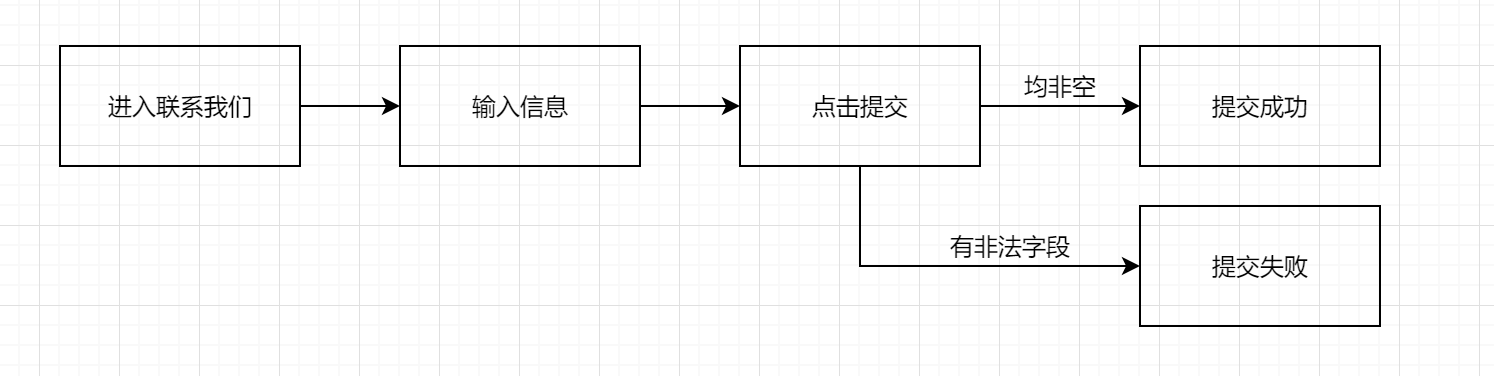 进入联系我们
输入信息
点击提交
均非空
提交成功
有非法字段
提交失败